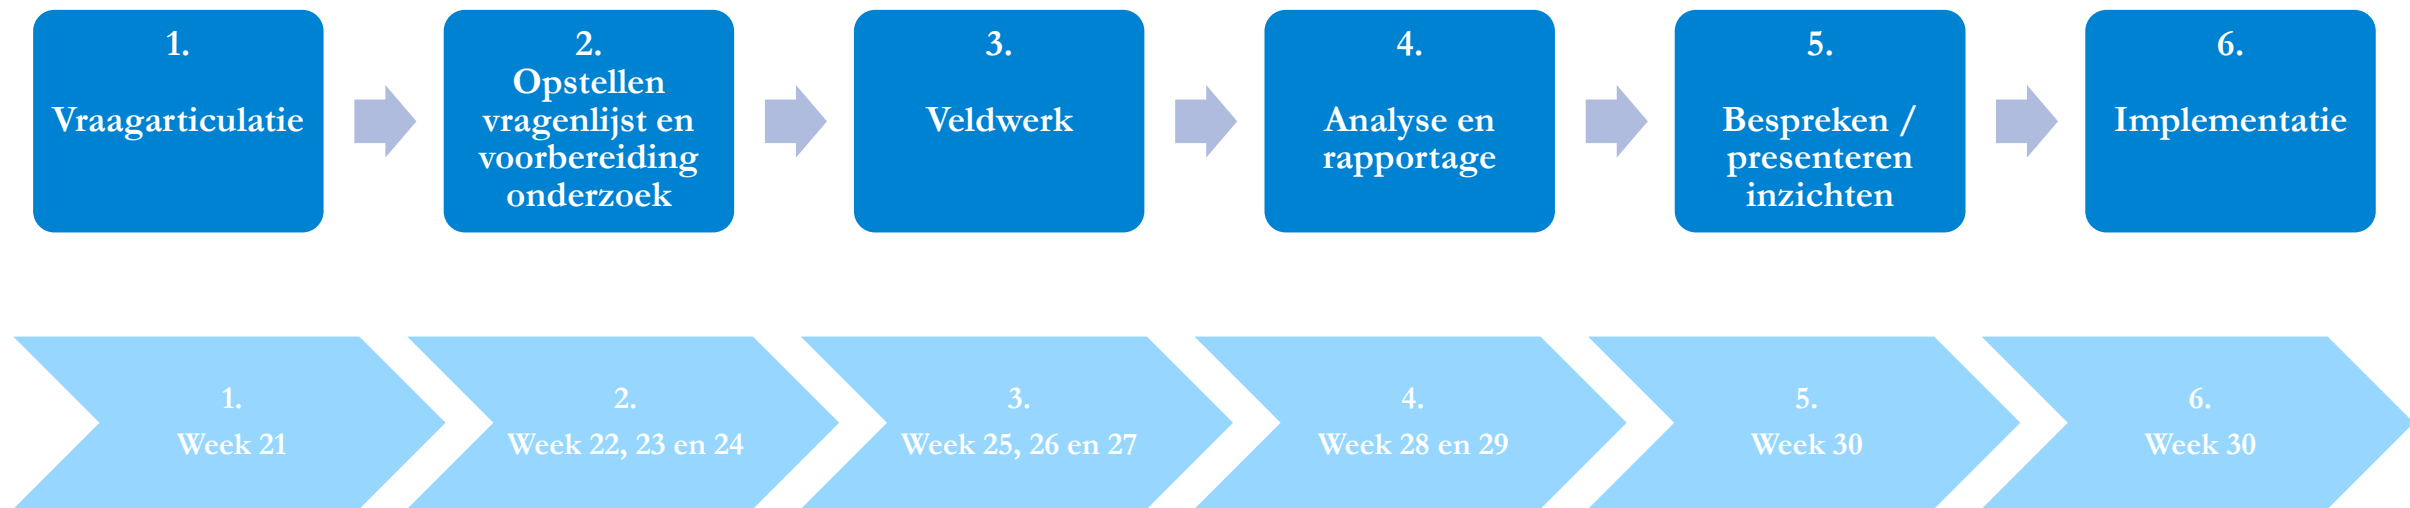 1.
Vraagarticulatie
2.
Opstellen
vragenlijst en
voorbereiding
onderzoek
3.
Veldwerk
4.
Analyse en
rapportage
5.
Bespreken /
presenteren
inzichten
6.
Implementatie
1.
Week 21
2.
Week 22, 23 en 24
3.
Week 25, 26 en 27
4.
Week 28 en 29
5.
Week 30
6.
Week 30